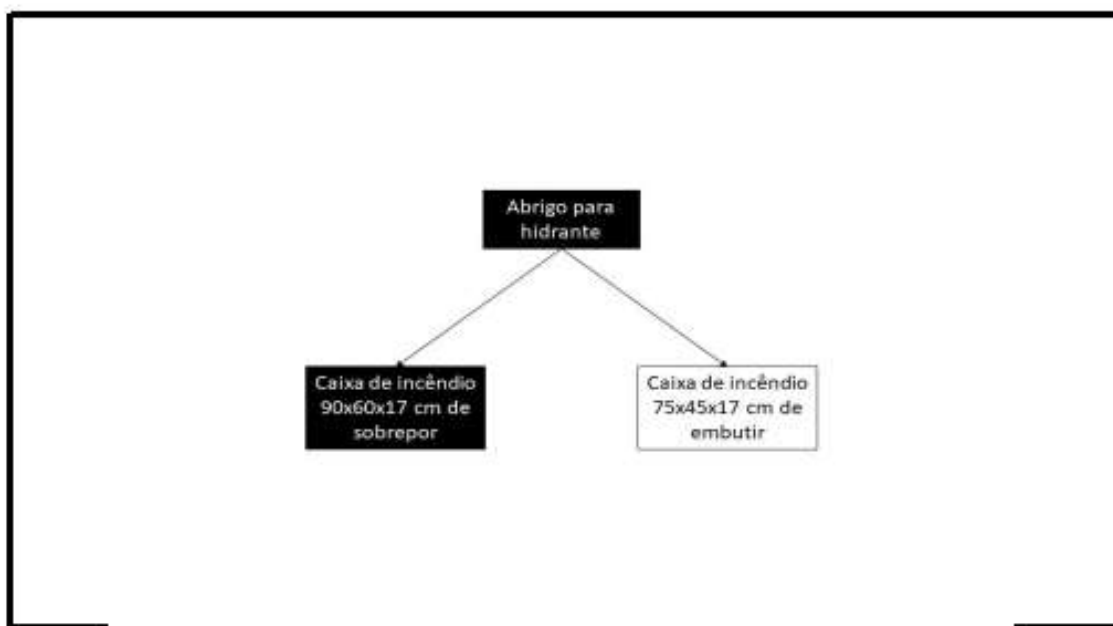 Abrigo para
hidrante
Caixa de incêndio
90x60x17 cm de
sobrepor
Caixa de incêndio
75x45x17 cm de
embutir